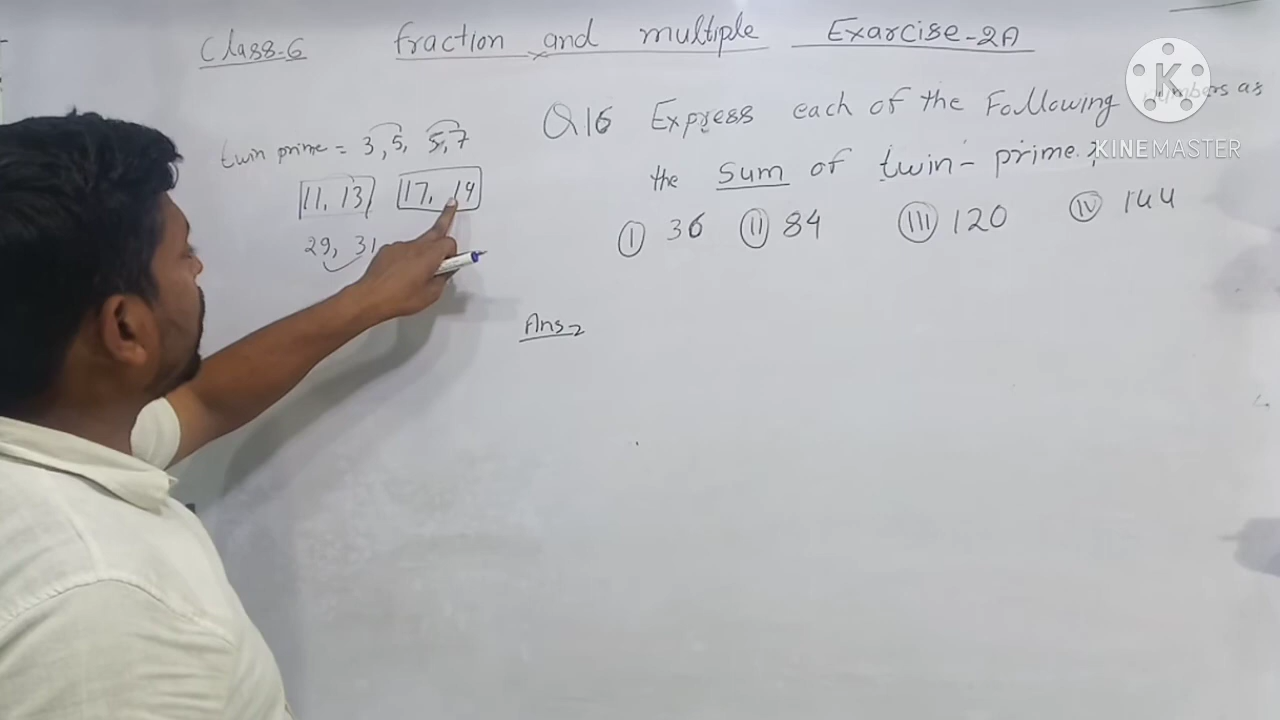 Class-6 fraction and multiple Exarcise-2A
twin prime = 3,5, 5,7
11, 13 17, 19
29, 31
Q16 Express each of the Following numbers as
the sum of twin-prime.
I 36 II 84 III 120 IV 144
Ans
K
KINEMASTER